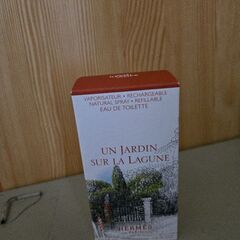 VAPORISATEUR • RECHARGEABLE
NATURAL SPRAY • REFILLABLE
EAU DE TOILETTE
UN JARDIN
SUR LA LAGUNE
HERMÈS